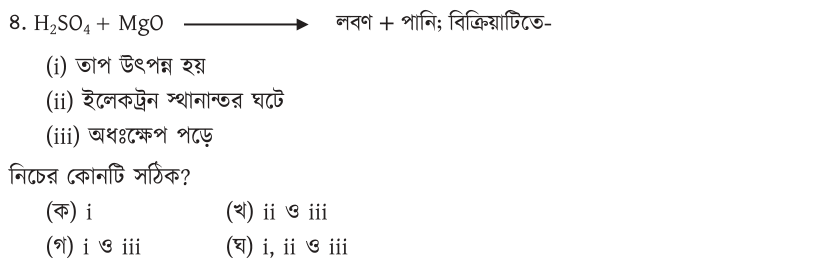 ৪. H₂SO₄ + MgO ⟶ লবণ + পানি; বিক্রিয়াটিতে-
(i) তাপ উৎপন্ন হয়
(ii) ইলেকট্রন স্থানান্তর ঘটে
(iii) অধঃক্ষেপ পড়ে
নিচের কোনটি সঠিক?
(ক) i (খ) ii ও iii
(গ) i ও iii (ঘ) i, ii ও iii